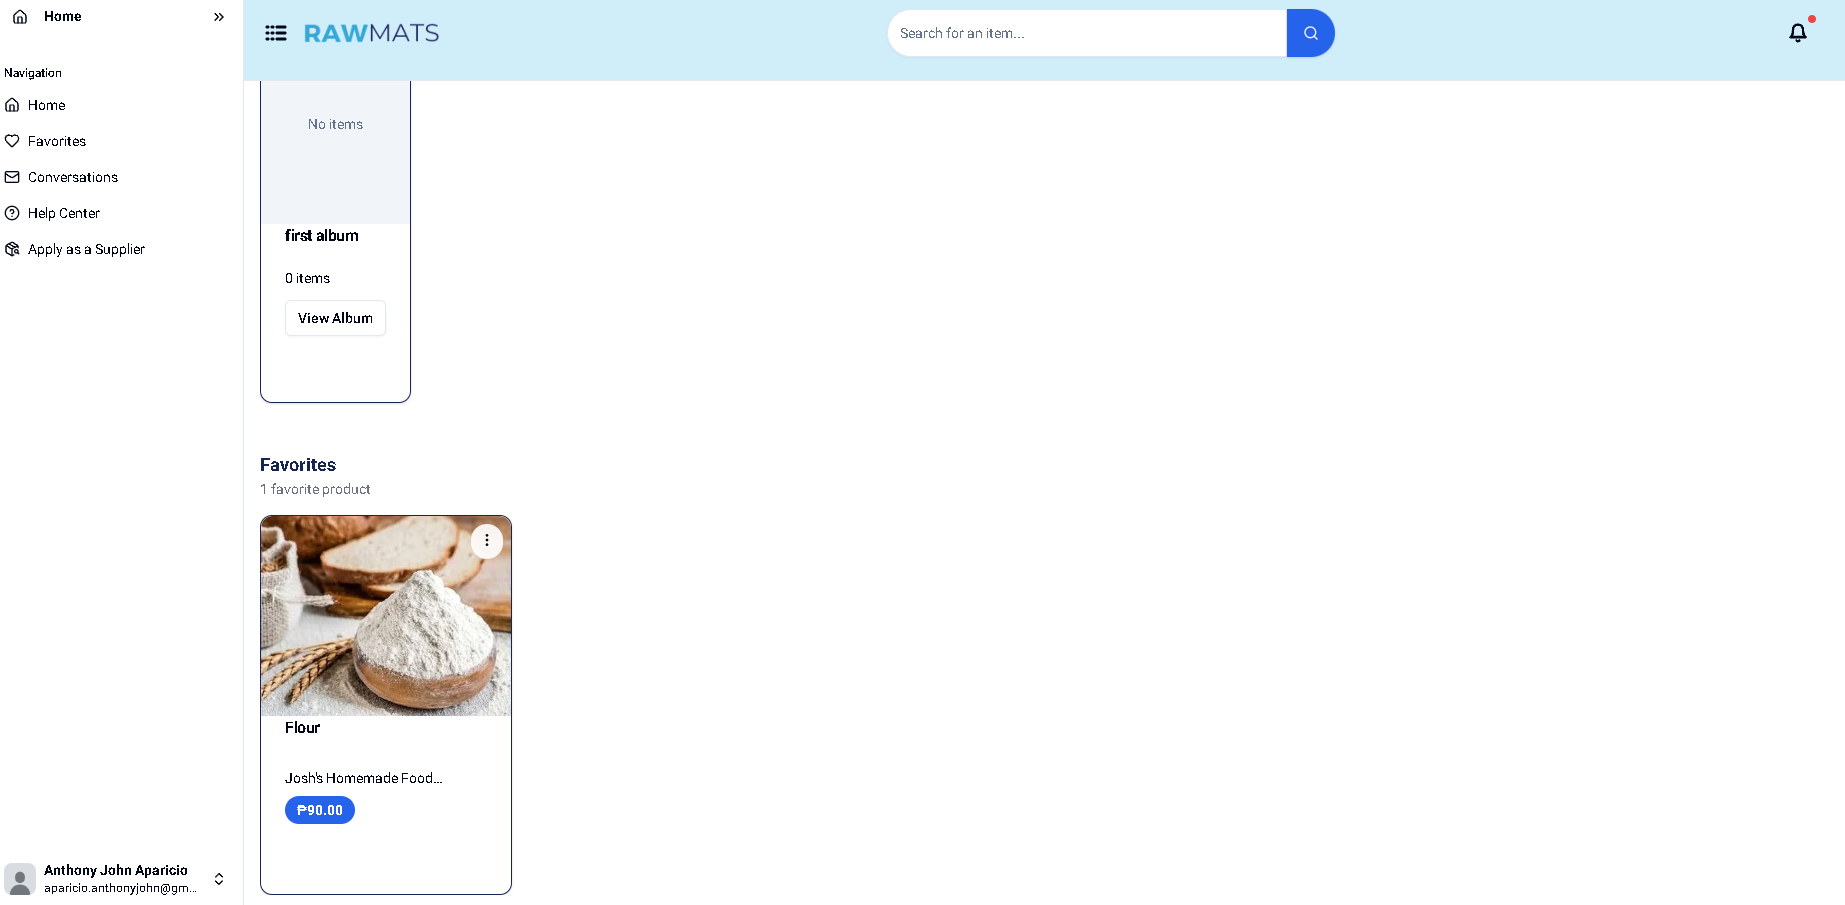 Home
Navigation
Home
Favorites
Conversations
Help Center
Apply as a Supplier
Anthony John Aparicio
aparicio.anthonyjohn@gm...
RAWMATS
Search for an item...
No items
first album
0 items
View Album
Favorites
1 favorite product
Flour
Josh's Homemade Food...
₱90.00